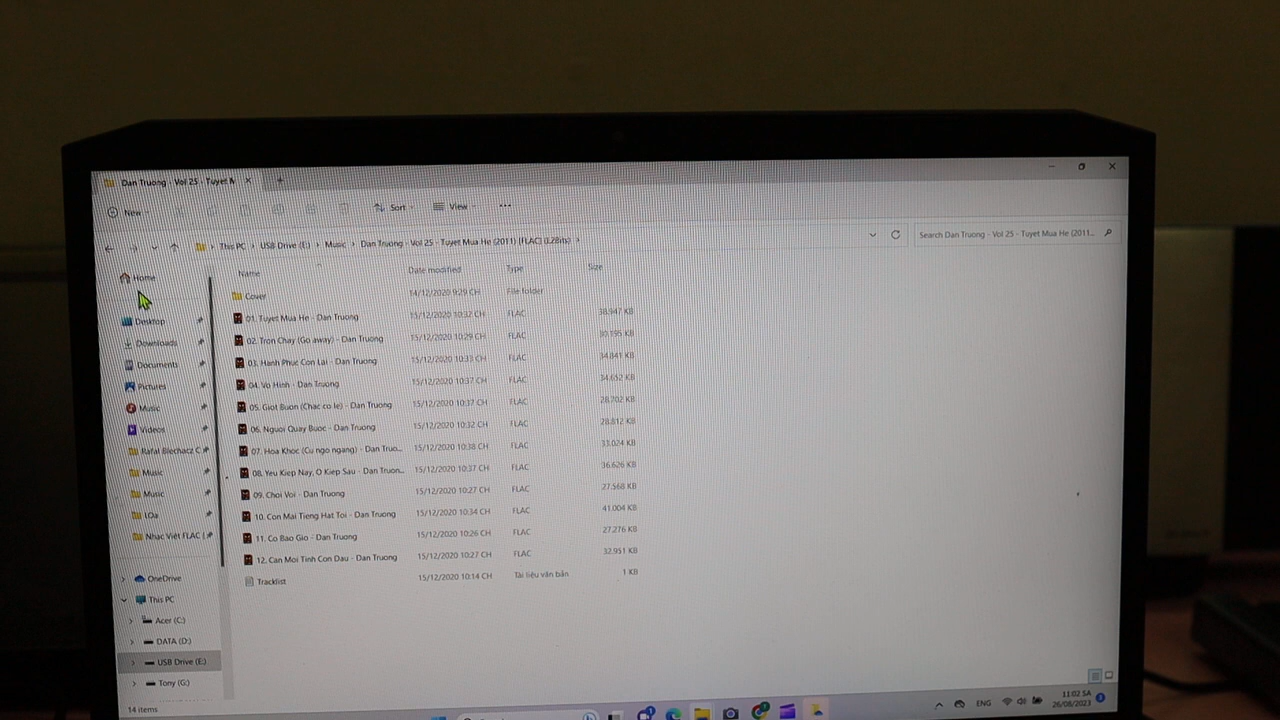 Dan Truong - Vol 25 - Tuyet M
New
Sort
View
This PC > USB Drive (E:) > Music > Dan Truong - Vol 25 - Tuyet Mua He (2011) [FLAC] (0.2Bits) >
Search Dan Truong - Vol 25 - Tuyet Mua He (2011...
Name Date modified Type Size
Cover 14/12/2020 9:29 CH File folder
01. Tuyet Mua He - Dan Truong 15/12/2020 10:32 CH FLAC 38.947 KB
02. Tron Chay (Go away) - Dan Truong 15/12/2020 10:29 CH FLAC 30.195 KB
03. Hanh Phuc Con Lai - Dan Truong 15/12/2020 10:33 CH FLAC 34.841 KB
04. Vo Hinh - Dan Truong 15/12/2020 10:37 CH FLAC 34.652 KB
05. Giot Buon (Chac co le) - Dan Truong 15/12/2020 10:37 CH FLAC 28.702 KB
06. Nguoi Quay Buoc - Dan Truong 15/12/2020 10:32 CH FLAC 28.812 KB
07. Hoa Khoc (Cu ngo ngang) - Dan Truo... 15/12/2020 10:38 CH FLAC 33.024 KB
08. Yeu Kiep Nay, O Kiep Sau - Dan Truon... 15/12/2020 10:37 CH FLAC 36.626 KB
09. Choi Voi - Dan Truong 15/12/2020 10:27 CH FLAC 27.568 KB
10. Con Mai Tieng Hat Toi - Dan Truong 15/12/2020 10:34 CH FLAC 41.004 KB
11. Co Bao Gio - Dan Truong 15/12/2020 10:26 CH FLAC 27.276 KB
12. Can Moi Tinh Con Dau - Dan Truong 15/12/2020 10:27 CH FLAC 32.951 KB
Tracklist 15/12/2020 10:14 CH Tài liệu văn bản 1 KB
Home
Desktop
Downloads
Documents
Pictures
Music
Videos
Rafal Blechacz C
Music
Music
LOa
Nhạc Việt FLAC (
OneDrive
This PC
Acer (C:)
DATA (D:)
USB Drive (E:)
Tony (G:)
14 items
ENG
11:02 SA
26/08/2023